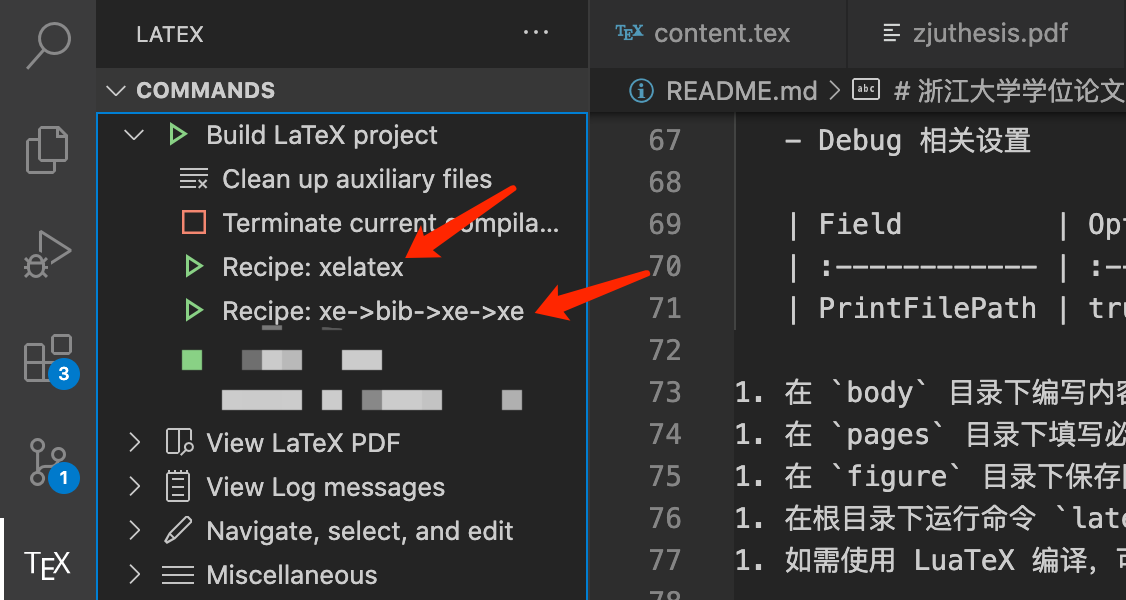 LATEX ...
COMMANDS
Build LaTeX project
Clean up auxiliary files
Terminate current compila...
Recipe: xelatex
Recipe: xe->bib->xe->xe
View LaTeX PDF
View Log messages
Navigate, select, and edit
Miscellaneous
3
1
TEX
TEX content.tex
zjuthesis.pdf
README.md > abc # 浙江大学学位论文
67 - Debug 相关设置
68
69 | Field | Op
70 | :------------ | :-
71 | PrintFilePath | tr
72
73 1. 在 `body` 目录下编写内容
74 1. 在 `pages` 目录下填写必
75 1. 在 `figure` 目录下保存
76 1. 在根目录下运行命令 `late
77 1. 如需使用 LuaTeX 编译，可
78